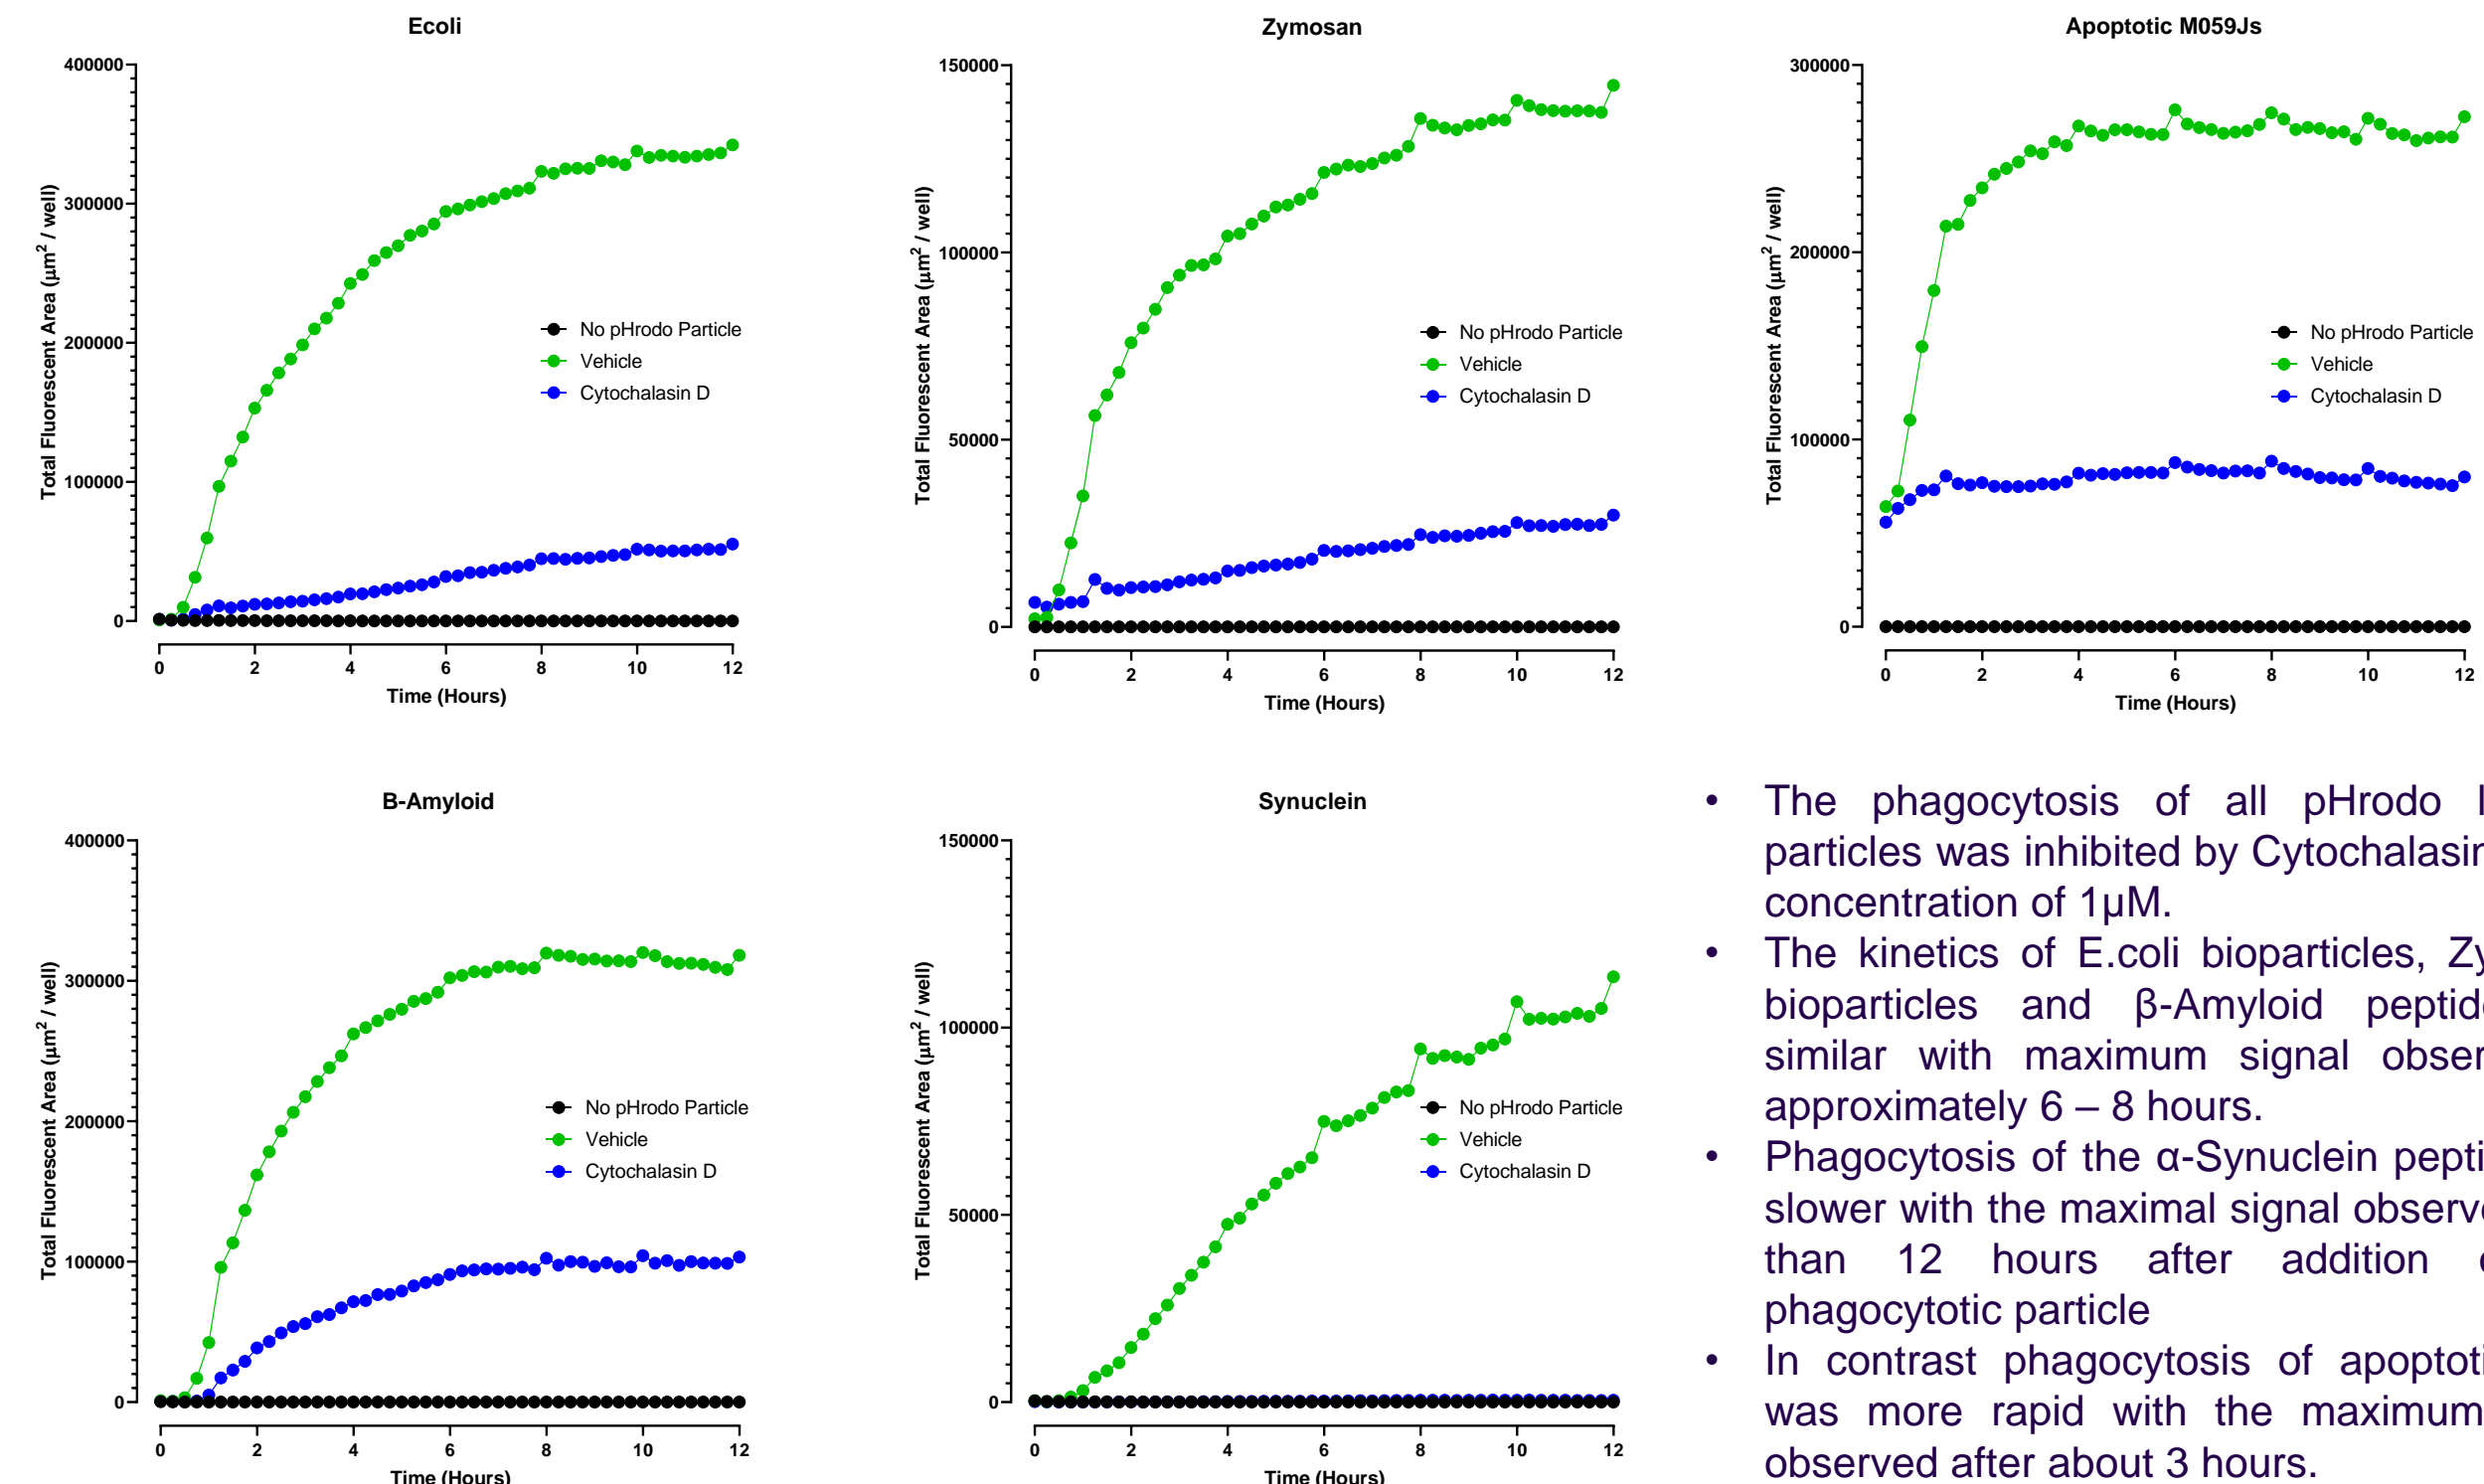 Ecoli
400000
300000
200000
100000
0
Total Fluorescent Area (μm² / well)
No pHrodo Particle
Vehicle
Cytochalasin D
0 2 4 6 8 10 12
Time (Hours)
Zymosan
150000
100000
50000
0
Total Fluorescent Area (μm² / well)
No pHrodo Particle
Vehicle
Cytochalasin D
0 2 4 6 8 10 12
Time (Hours)
Apoptotic M059Js
300000
200000
100000
0
Total Fluorescent Area (μm² / well)
No pHrodo Particle
Vehicle
Cytochalasin D
0 2 4 6 8 10 12
Time (Hours)
B-Amyloid
400000
300000
200000
100000
0
Total Fluorescent Area (μm² / well)
No pHrodo Particle
Vehicle
Cytochalasin D
0 2 4 6 8 10 12
Time (Hours)
Synuclein
150000
100000
50000
0
Total Fluorescent Area (μm² / well)
No pHrodo Particle
Vehicle
Cytochalasin D
0 2 4 6 8 10 12
Time (Hours)
• The phagocytosis of all pHrodo
particles was inhibited by Cytochalasin
concentration of 1μM.
• The kinetics of E.coli bioparticles, Zy
bioparticles and β-Amyloid peptid
similar with maximum signal obser
approximately 6 – 8 hours.
• Phagocytosis of the α-Synuclein pepti
slower with the maximal signal observ
than 12 hours after addition
phagocytotic particle
• In contrast phagocytosis of apoptoti
was more rapid with the maximum
observed after about 3 hours.